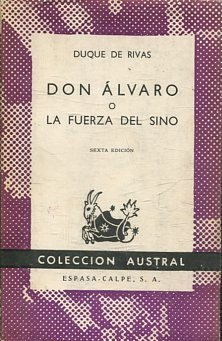 DUQUE DE RIVAS
DON ÁLVARO
O
LA FUERZA DEL SINO
SEXTA EDICIÓN
COLECCION AUSTRAL
ESPASA-CALPE, S. A.